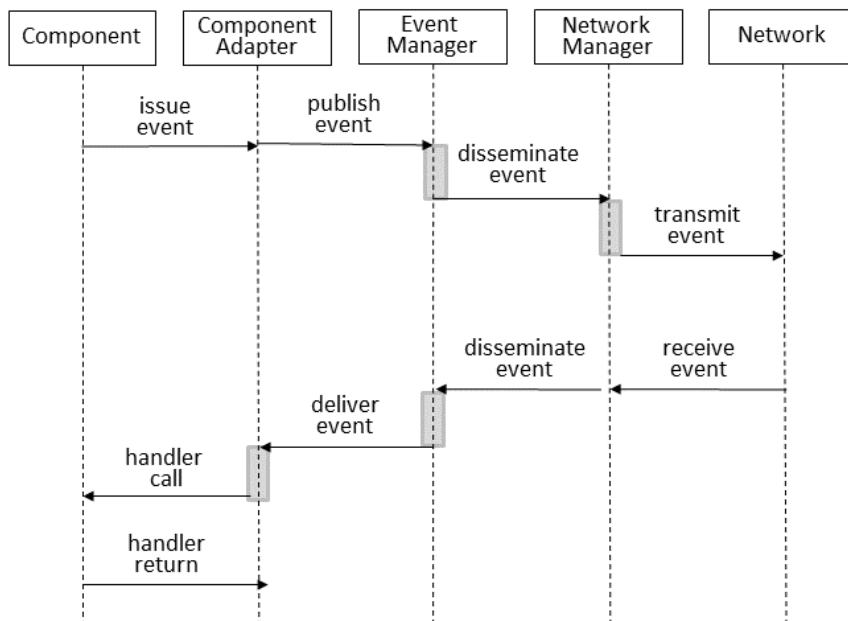 Component
Component
Adapter
Event
Manager
Network
Manager
Network
issue
event
publish
event
disseminate
event
transmit
event
disseminate
event
receive
event
deliver
event
handler
call
handler
return